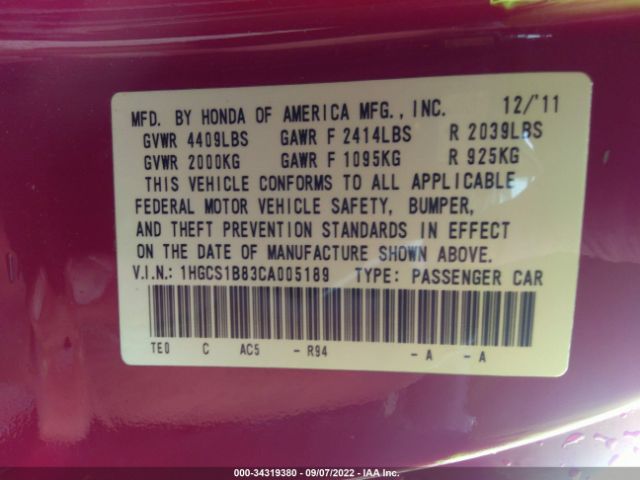 MFD. BY HONDA OF AMERICA MFG., INC. 12/'11
GVWR 4409LBS GAWR F 2414LBS R 2039LBS
GVWR 2000KG GAWR F 1095KG R 925KG
THIS VEHICLE CONFORMS TO ALL APPLICABLE
FEDERAL MOTOR VEHICLE SAFETY, BUMPER,
AND THEFT PREVENTION STANDARDS IN EFFECT
ON THE DATE OF MANUFACTURE SHOWN ABOVE.
V.I.N.: 1HGCS1B83CA005189 TYPE: PASSENGER CAR
TE0 C AC5 - R94 - A - A
000-34319380 - 09/07/2022 - IAA Inc.